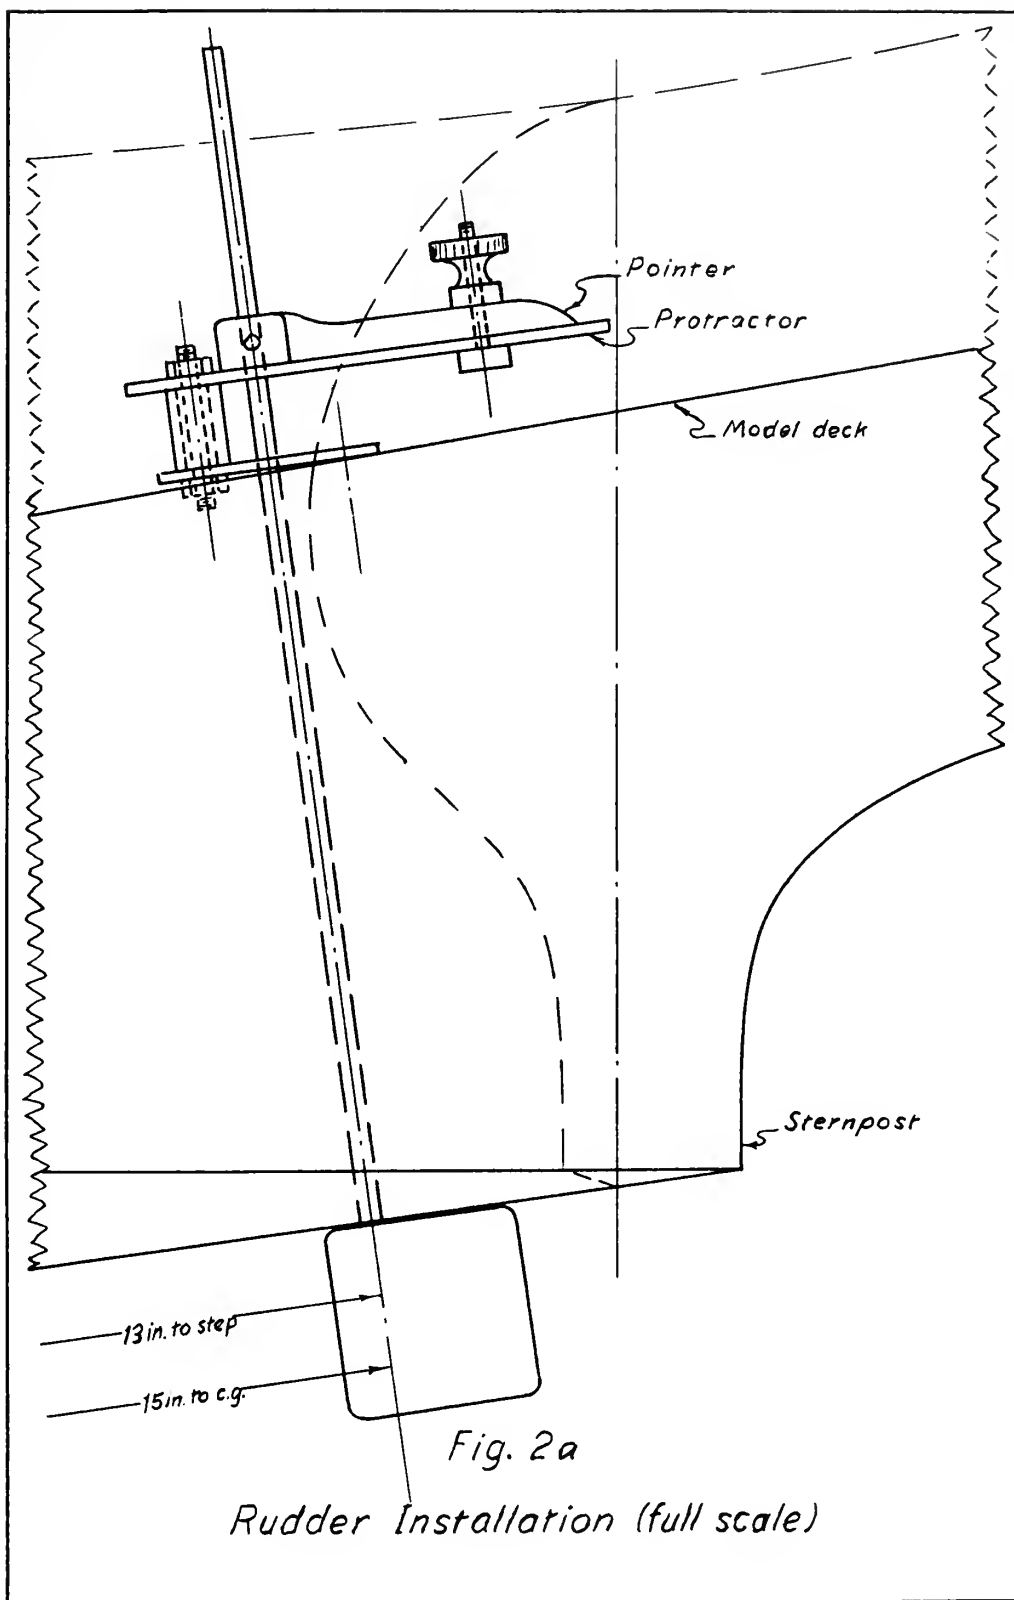 Pointer
Protractor
Model deck
Sternpost
13 in. to step
15 in. to c.g.
Fig. 2a
Rudder Installation (full scale)